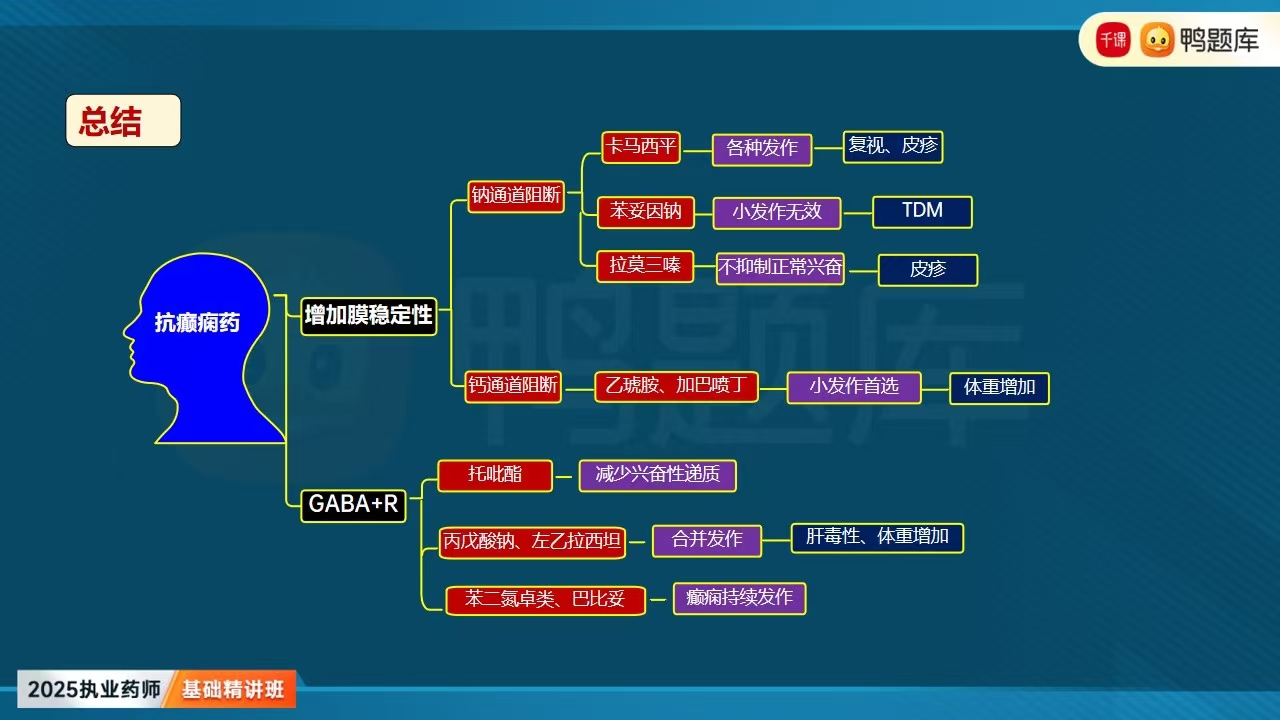 千课 鸭题库
总结
抗癫痫药
增加膜稳定性
钠通道阻断
卡马西平 各种发作 复视、皮疹
苯妥因钠 小发作无效 TDM
拉莫三嗪 不抑制正常兴奋 皮疹
钙通道阻断 乙琥胺、加巴喷丁 小发作首选 体重增加
GABA+R
托吡酯 减少兴奋性递质
丙戊酸钠、左乙拉西坦 合并发作 肝毒性、体重增加
苯二氮卓类、巴比妥 癫痫持续发作
鸭题库
2025执业药师 基础精讲班